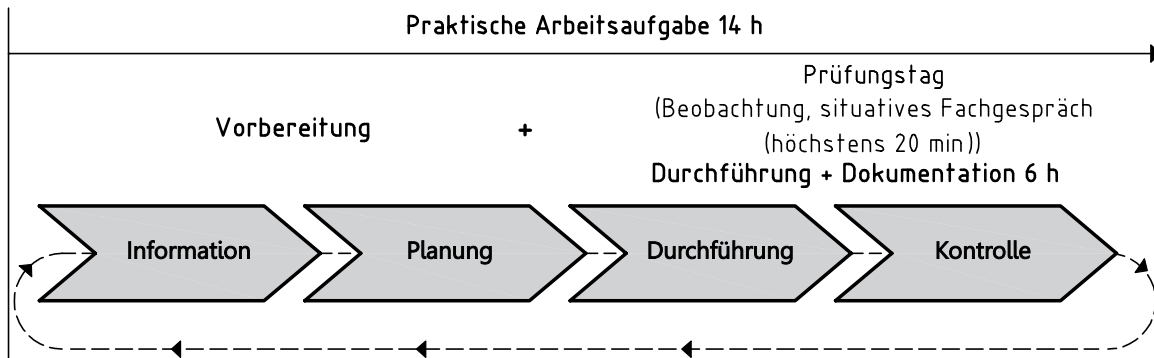 Praktische Arbeitsaufgabe 14 h
Prüfungstag
(Beobachtung, situatives Fachgespräch
Vorbereitung +
(höchstens 20 min))
Durchführung + Dokumentation 6 h
Information Planung Durchführung Kontrolle